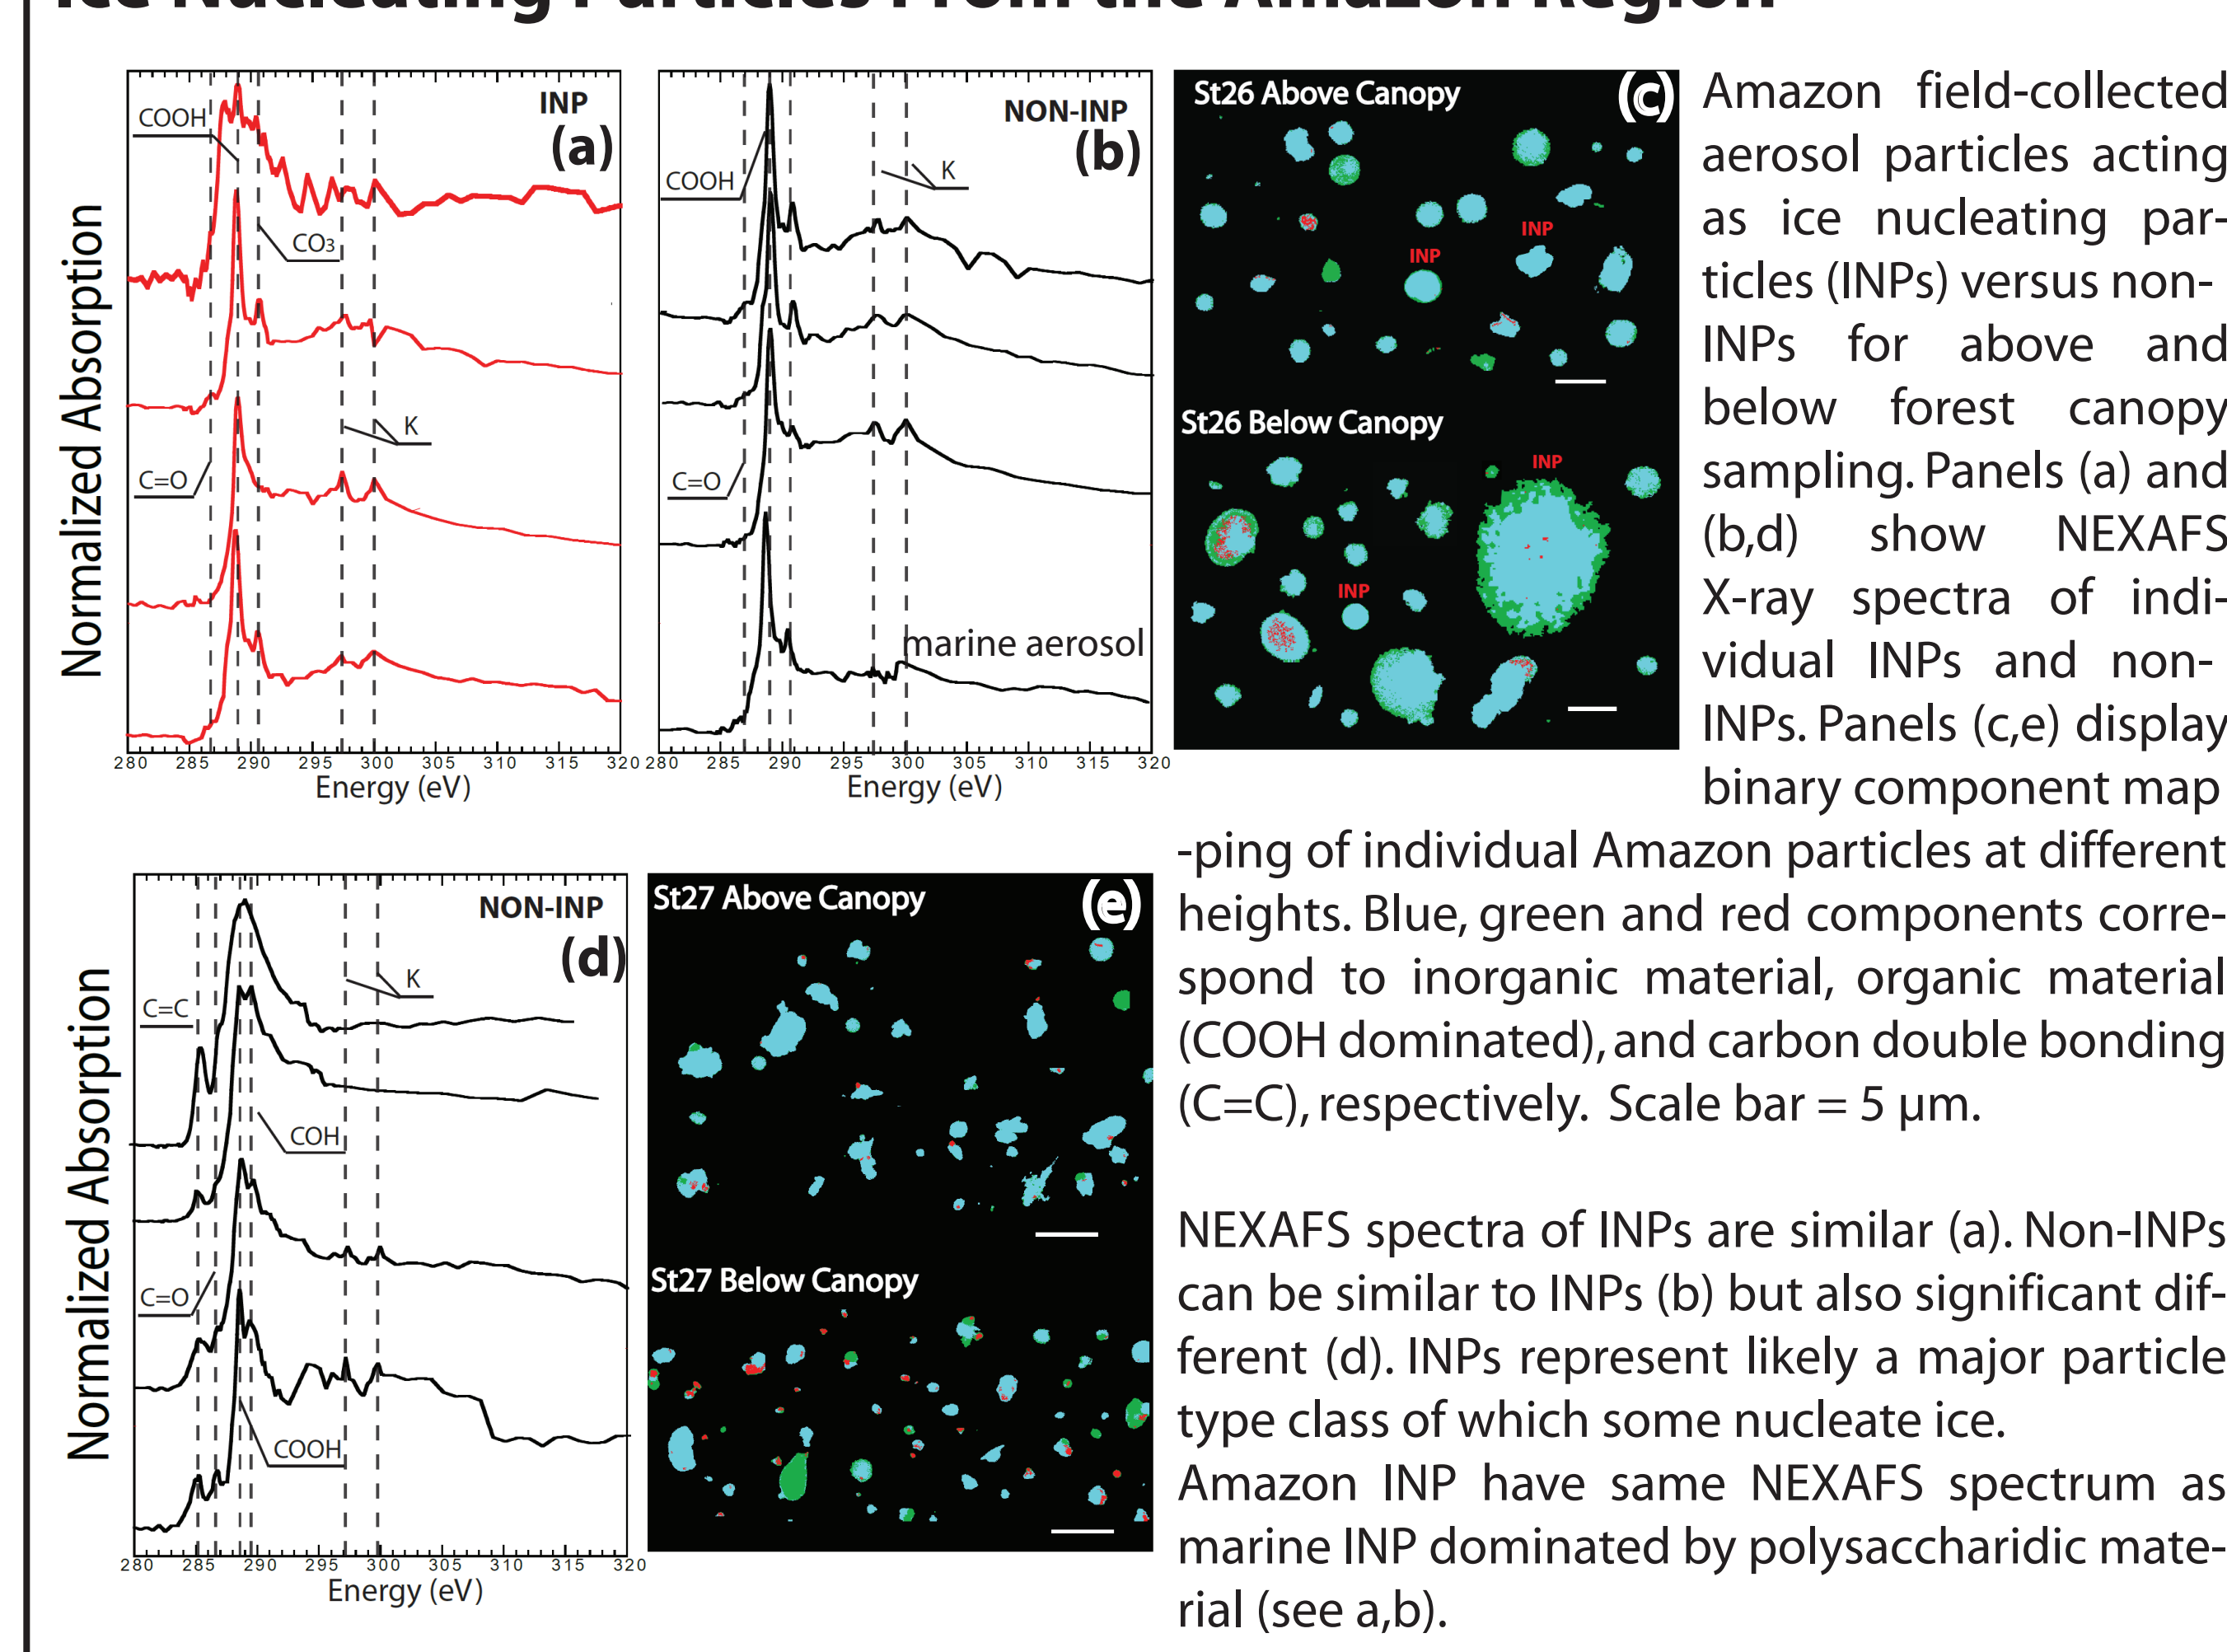 Ice Nucleating Particles From the Amazon Region
INP
(a)
COOH
CO3
K
C=O
Normalized Absorption
280 285 290 295 300 305 310 315 320
Energy (eV)
NON-INP
(b)
COOH
K
C=O
marine aerosol
280 285 290 295 300 305 310 315 320
Energy (eV)
St26 Above Canopy
(c)
INP
INP
St26 Below Canopy
INP
INP
Amazon field-collected
aerosol particles acting
as ice nucleating par-
ticles (INPs) versus non-
INPs for above and
below forest canopy
sampling. Panels (a) and
(b,d) show NEXAFS
X-ray spectra of indi-
vidual INPs and non-
INPs. Panels (c,e) display
binary component map
-ping of individual Amazon particles at different
heights. Blue, green and red components corre-
spond to inorganic material, organic material
(COOH dominated), and carbon double bonding
(C=C), respectively. Scale bar = 5 µm.
NON-INP
(d)
K
C=C
COH
C=O
COOH
Normalized Absorption
280 285 290 295 300 305 310 315 320
Energy (eV)
St27 Above Canopy
(e)
St27 Below Canopy
NEXAFS spectra of INPs are similar (a). Non-INPs
can be similar to INPs (b) but also significant dif-
ferent (d). INPs represent likely a major particle
type class of which some nucleate ice.
Amazon INP have same NEXAFS spectrum as
marine INP dominated by polysaccharidic mate-
rial (see a,b).